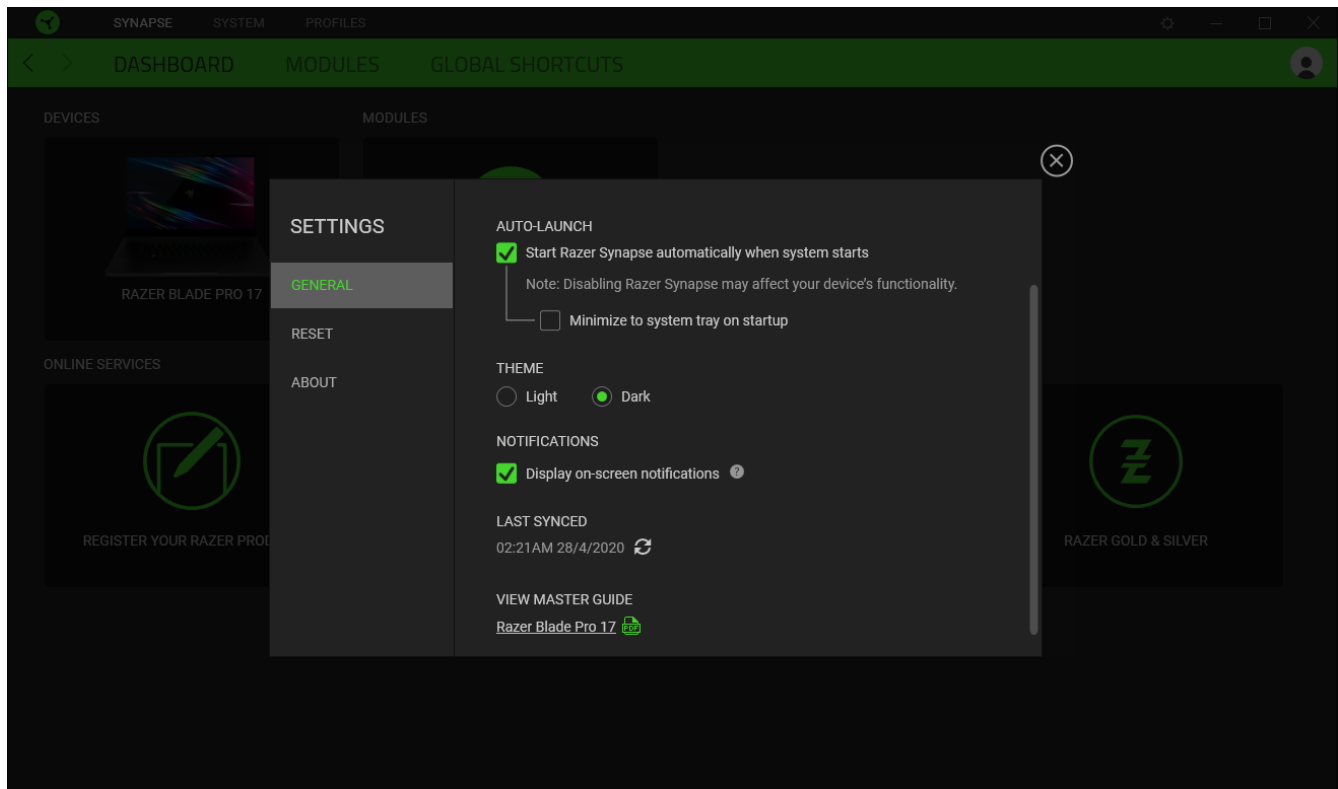 SYNAPSE SYSTEM PROFILES
DASHBOARD MODULES GLOBAL SHORTCUTS
DEVICES MODULES
RAZER BLADE PRO 17
ONLINE SERVICES
REGISTER YOUR RAZER PROD
RAZER GOLD & SILVER
SETTINGS
GENERAL
RESET
ABOUT
AUTO-LAUNCH
Start Razer Synapse automatically when system starts
Note: Disabling Razer Synapse may affect your device's functionality.
Minimize to system tray on startup
THEME
Light Dark
NOTIFICATIONS
Display on-screen notifications ?
LAST SYNCED
02:21AM 28/4/2020
VIEW MASTER GUIDE
Razer Blade Pro 17 PDF